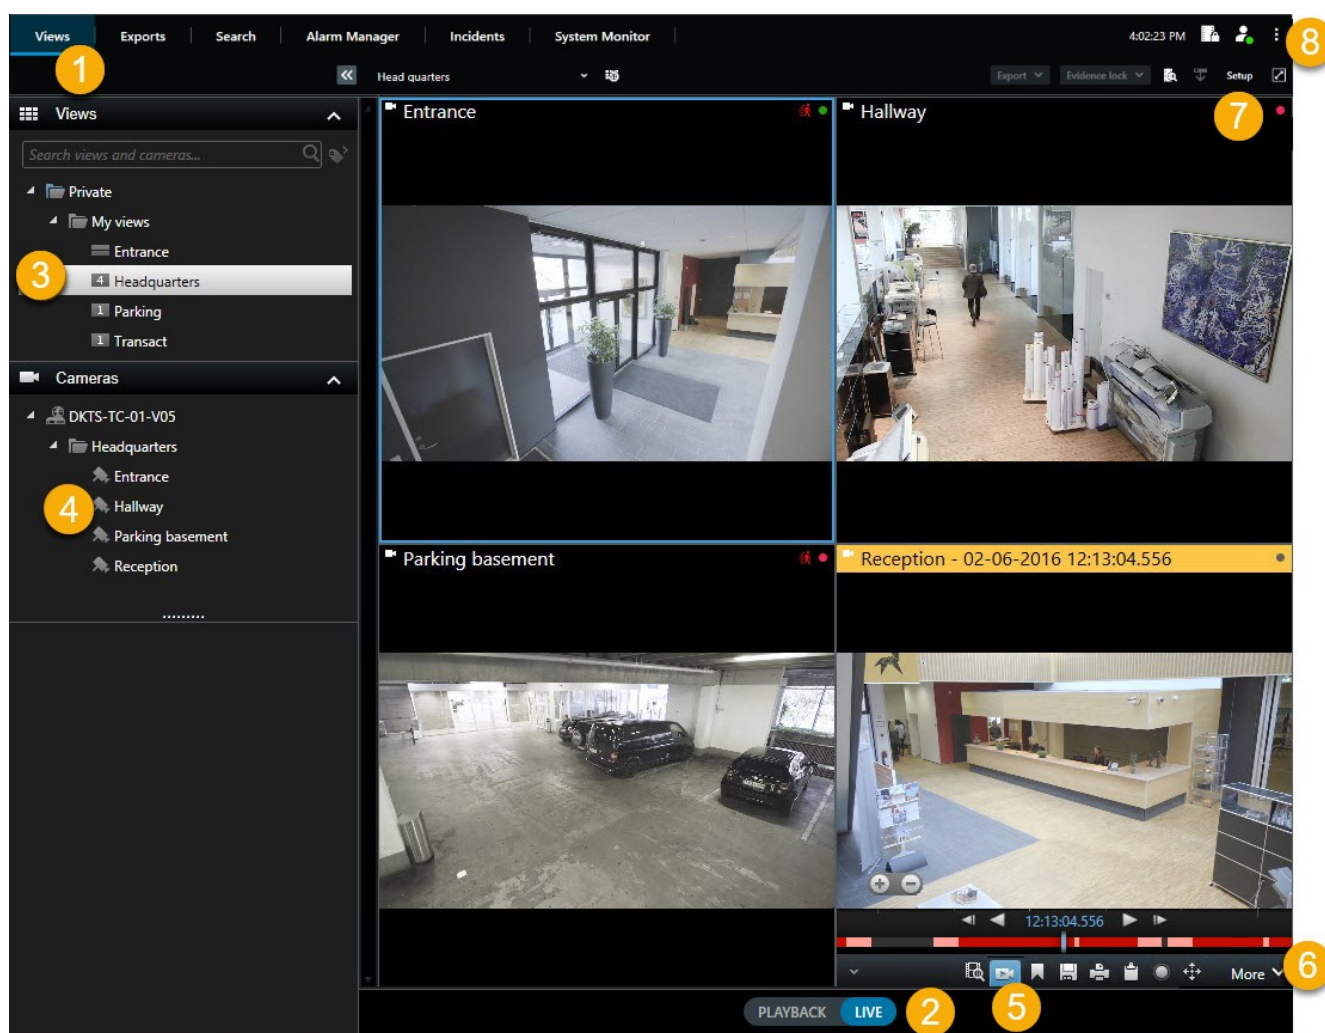 Views Exports Search Alarm Manager Incidents System Monitor 4:02:23 PM 8
1 Head quarters Export Evidence lock Setup
7
Views
Search views and cameras...
Private
My views
Entrance
3 4 Headquarters
1 Parking
1 Transact
Cameras
DKTS-TC-01-V05
Headquarters
Entrance
4 Hallway
Parking basement
Reception
Entrance
Hallway
Parking basement
Reception - 02-06-2016 12:13:04.556
12:13:04.556
More 6
PLAYBACK LIVE 2 5